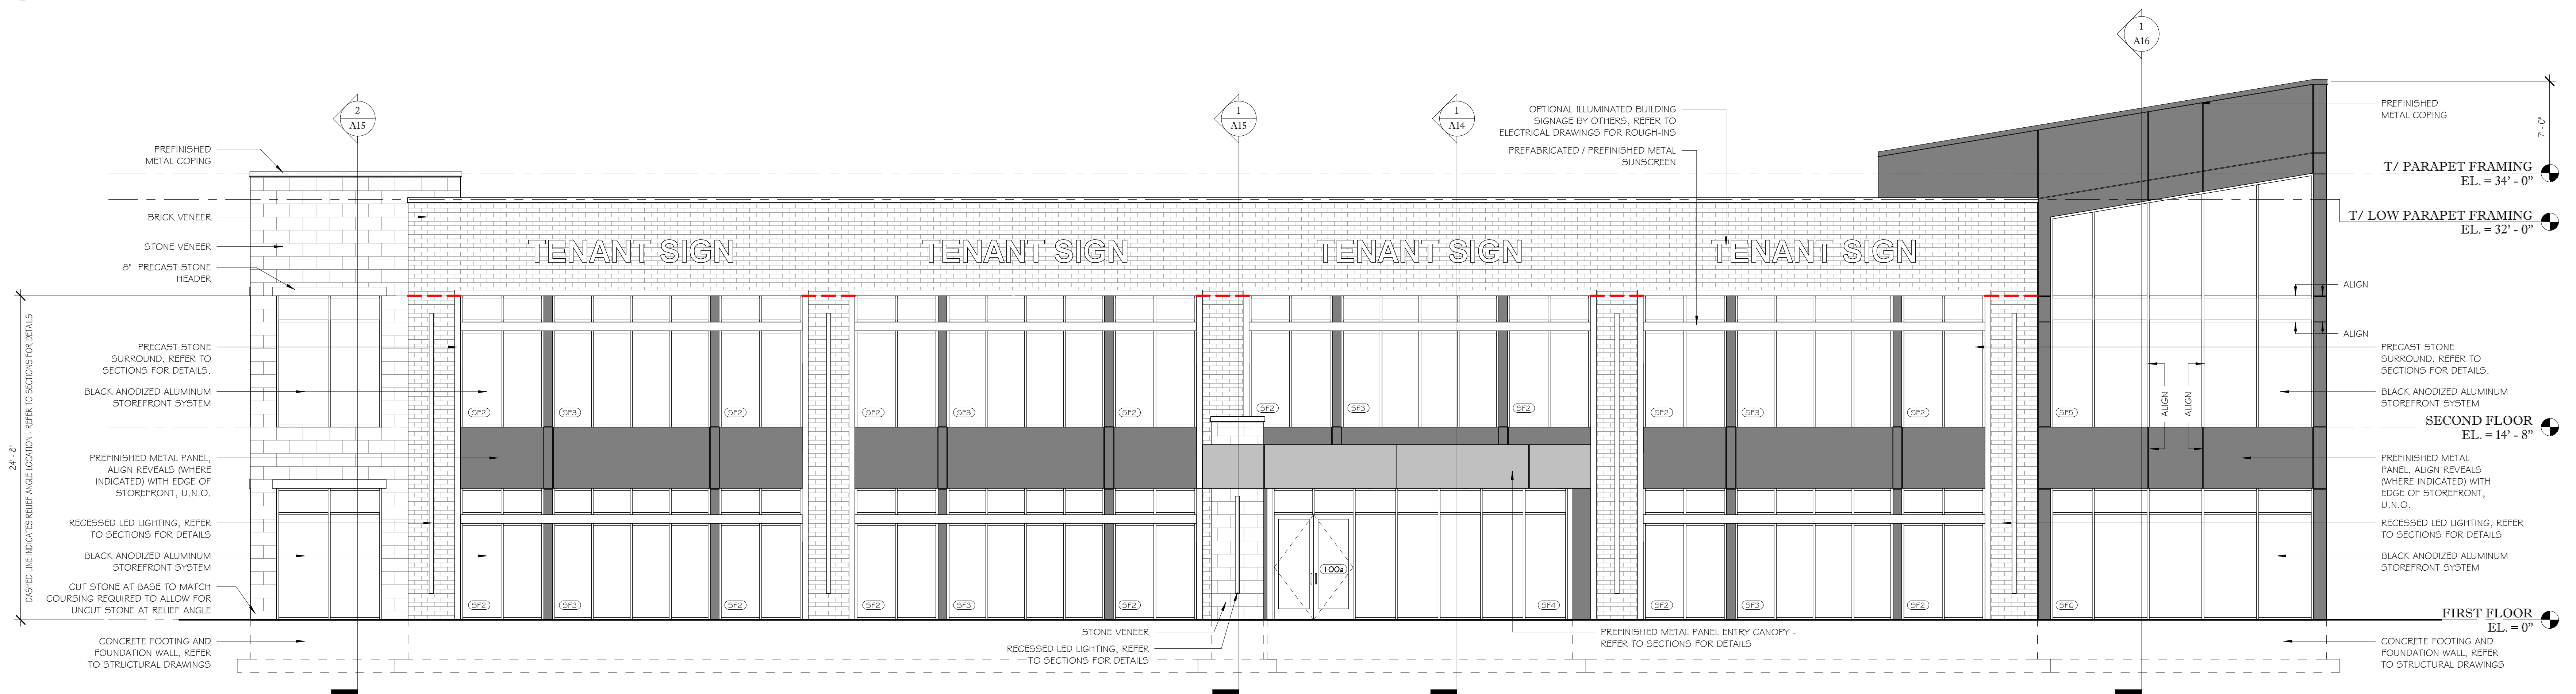 1
A16
2
A15
1
A15
1
A14
OPTIONAL ILLUMINATED BUILDING
SIGNAGE BY OTHERS, REFER TO
ELECTRICAL DRAWINGS FOR ROUGH-INS
PREFABRICATED / PREFINISHED METAL
SUNSCREEN
PREFINISHED
METAL COPING
BRICK VENEER
STONE VENEER
8" PRECAST STONE
HEADER
PRECAST STONE
SURROUND, REFER TO
SECTIONS FOR DETAILS.
BLACK ANODIZED ALUMINUM
STOREFRONT SYSTEM
PREFINISHED METAL PANEL,
ALIGN REVEALS (WHERE
INDICATED) WITH EDGE OF
STOREFRONT, U.N.O.
RECESSED LED LIGHTING, REFER
TO SECTIONS FOR DETAILS
BLACK ANODIZED ALUMINUM
STOREFRONT SYSTEM
CUT STONE AT BASE TO MATCH
COURSING REQUIRED TO ALLOW FOR
UNCUT STONE AT RELIEF ANGLE
CONCRETE FOOTING AND
FOUNDATION WALL, REFER
TO STRUCTURAL DRAWINGS
24' - 8"
DASHED LINE INDICATES RELIEF ANGLE LOCATION - REFER TO SECTIONS FOR DETAILS
TENANT SIGN
TENANT SIGN
TENANT SIGN
TENANT SIGN
SF2
SF3
SF2
SF2
SF3
SF2
SF2
SF3
SF2
SF2
SF3
SF2
SF5
SF2
SF3
SF2
SF2
SF3
SF2
100a
SF4
SF2
SF3
SF2
SF6
STONE VENEER
RECESSED LED LIGHTING, REFER
TO SECTIONS FOR DETAILS
PREFINISHED METAL PANEL ENTRY CANOPY -
REFER TO SECTIONS FOR DETAILS
PREFINISHED
METAL COPING
7' - 0"
T/ PARAPET FRAMING
EL. = 34' - 0"
T/ LOW PARAPET FRAMING
EL. = 32' - 0"
ALIGN
ALIGN
ALIGN
ALIGN
PRECAST STONE
SURROUND, REFER TO
SECTIONS FOR DETAILS.
BLACK ANODIZED ALUMINUM
STOREFRONT SYSTEM
SECOND FLOOR
EL. = 14' - 8"
PREFINISHED METAL
PANEL, ALIGN REVEALS
(WHERE INDICATED) WITH
EDGE OF STOREFRONT,
U.N.O.
RECESSED LED LIGHTING, REFER
TO SECTIONS FOR DETAILS
BLACK ANODIZED ALUMINUM
STOREFRONT SYSTEM
FIRST FLOOR
EL. = 0"
CONCRETE FOOTING AND
FOUNDATION WALL, REFER
TO STRUCTURAL DRAWINGS